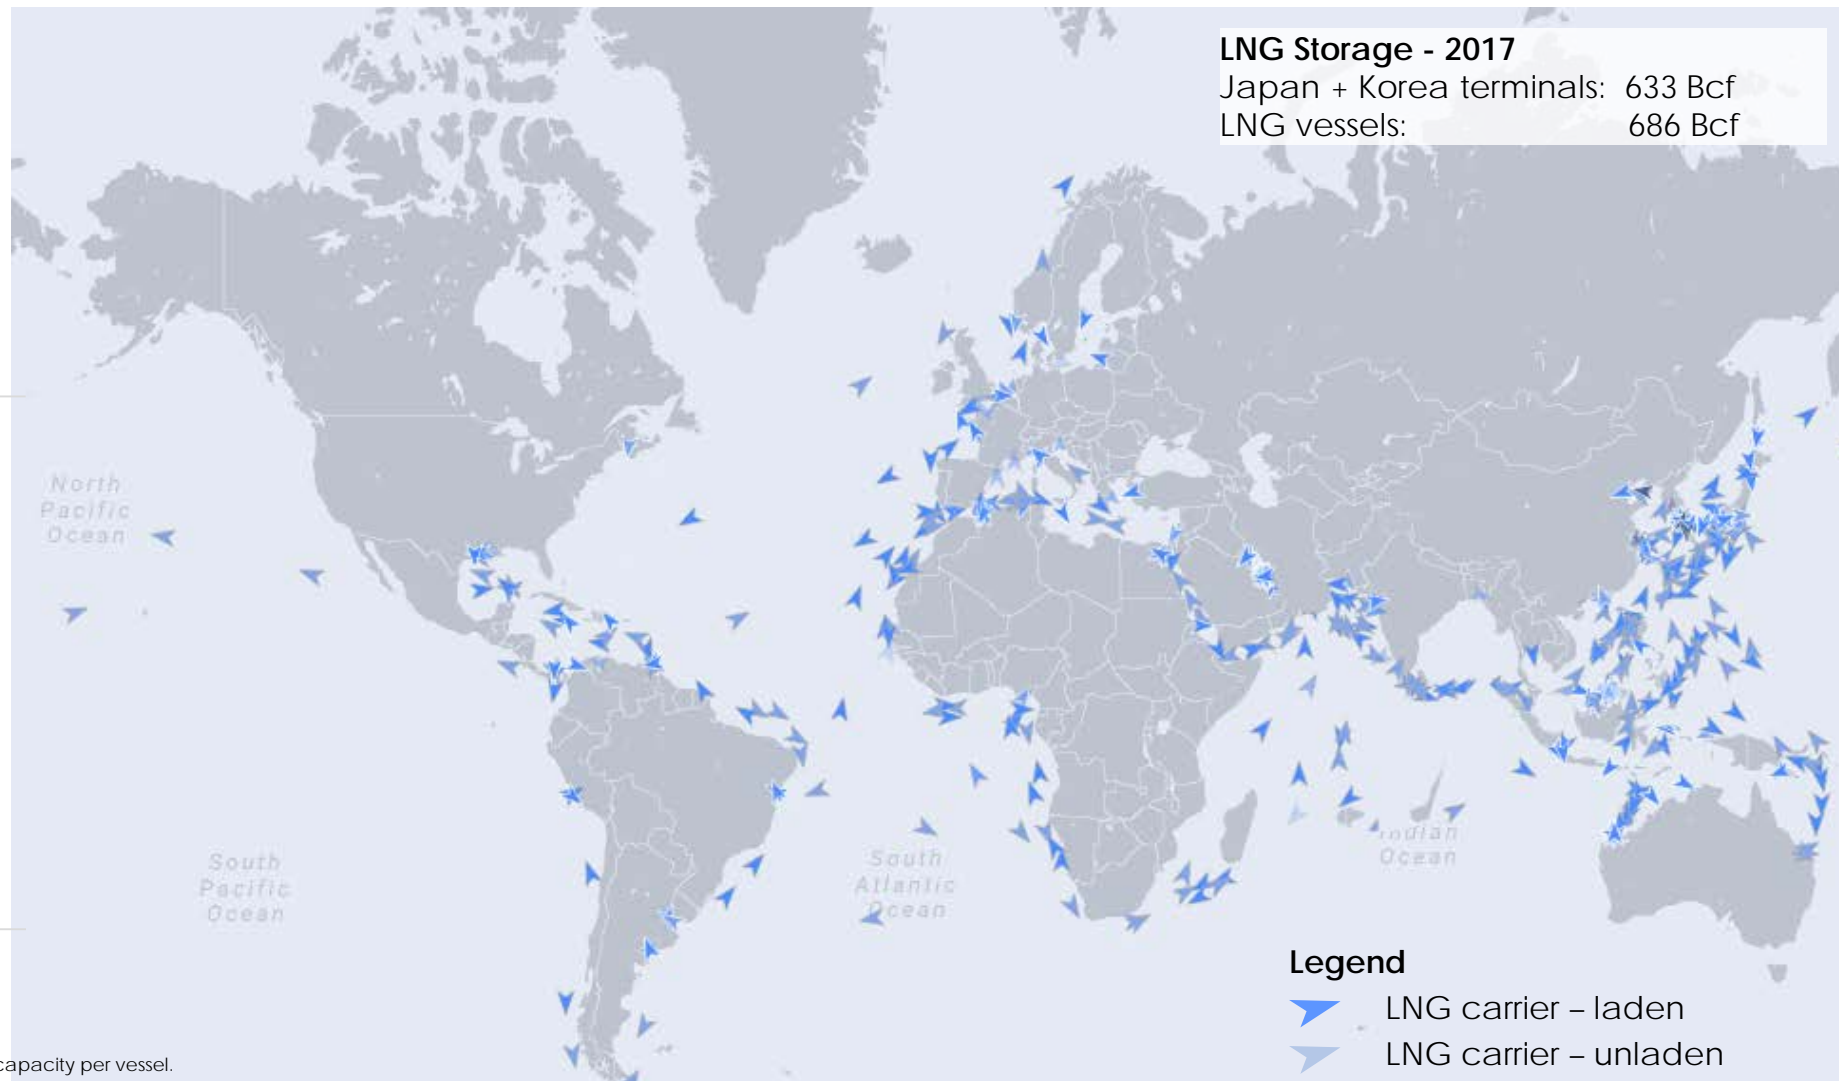 LNG Storage - 2017
Japan + Korea terminals: 633 Bcf
LNG vessels: 686 Bcf
North
Pacific
Ocean
South
Pacific
Ocean
South
Atlantic
Ocean
Indian
Ocean
Legend
LNG carrier – laden
LNG carrier – unladen
capacity per vessel.